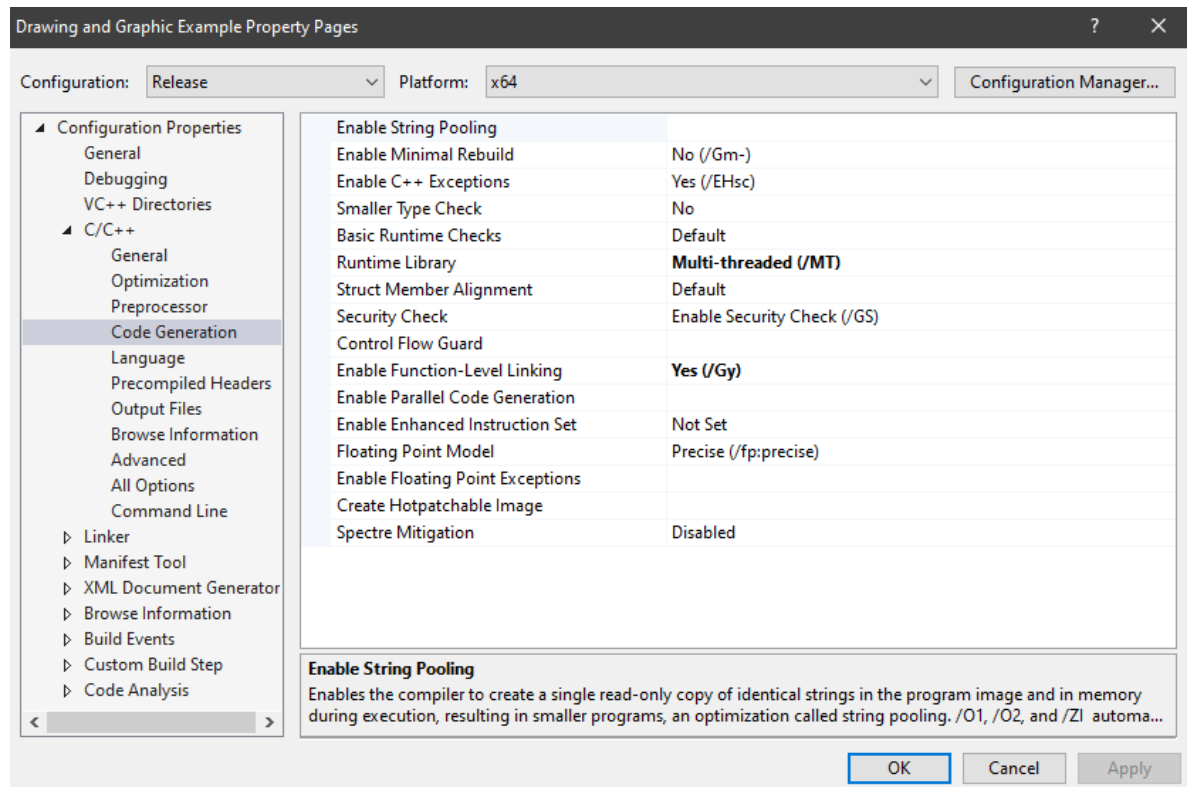 Drawing and Graphic Example Property Pages ?
Configuration: Release Platform: x64 Configuration Manager...
Configuration Properties
General
Debugging
VC++ Directories
C/C++
General
Optimization
Preprocessor
Code Generation
Language
Precompiled Headers
Output Files
Browse Information
Advanced
All Options
Command Line
Linker
Manifest Tool
XML Document Generator
Browse Information
Build Events
Custom Build Step
Code Analysis
Enable String Pooling
Enable Minimal Rebuild No (/Gm-)
Enable C++ Exceptions Yes (/EHsc)
Smaller Type Check No
Basic Runtime Checks Default
Runtime Library Multi-threaded (/MT)
Struct Member Alignment Default
Security Check Enable Security Check (/GS)
Control Flow Guard
Enable Function-Level Linking Yes (/Gy)
Enable Parallel Code Generation
Enable Enhanced Instruction Set Not Set
Floating Point Model Precise (/fp:precise)
Enable Floating Point Exceptions
Create Hotpatchable Image
Spectre Mitigation Disabled
Enable String Pooling
Enables the compiler to create a single read-only copy of identical strings in the program image and in memory
during execution, resulting in smaller programs, an optimization called string pooling. /O1, /O2, and /ZI automa...
OK Cancel Apply